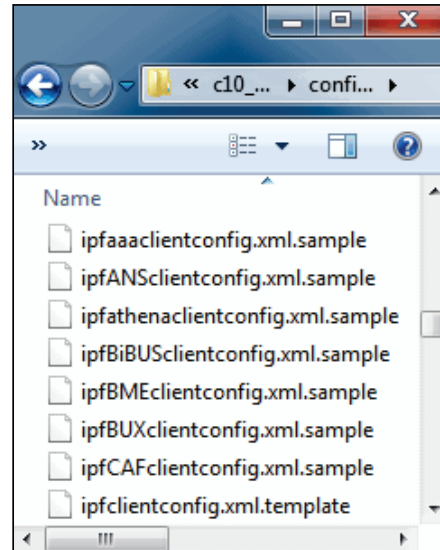 « c10_... ▸ confi... ▸
»
Name
ipfaaaclientconfig.xml.sample
ipfANSclientconfig.xml.sample
ipfathenaclientconfig.xml.sample
ipfBiBUSclientconfig.xml.sample
ipfBMEclientconfig.xml.sample
ipfBUXclientconfig.xml.sample
ipfCAFclientconfig.xml.sample
ipfclientconfig.xml.template